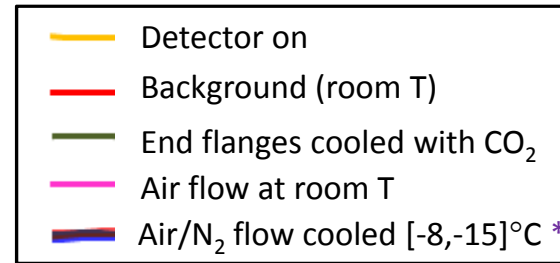 Detector on
Background (room T)
End flanges cooled with CO₂
Air flow at room T
Air/N₂ flow cooled [-8,-15]°C *